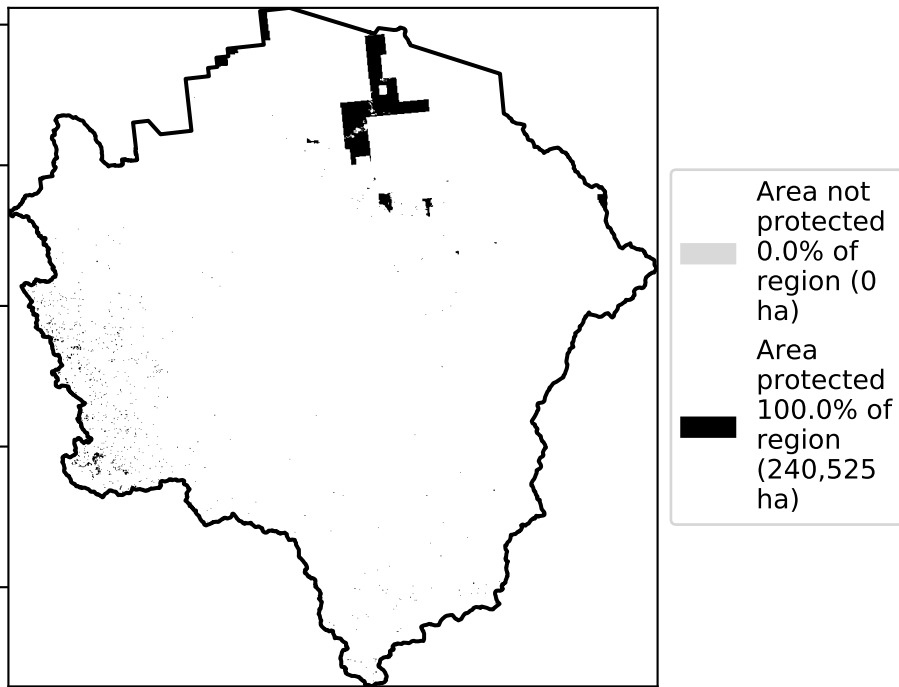 Area not
protected
0.0% of
region (0
ha)
Area
protected
100.0% of
region
(240,525
ha)